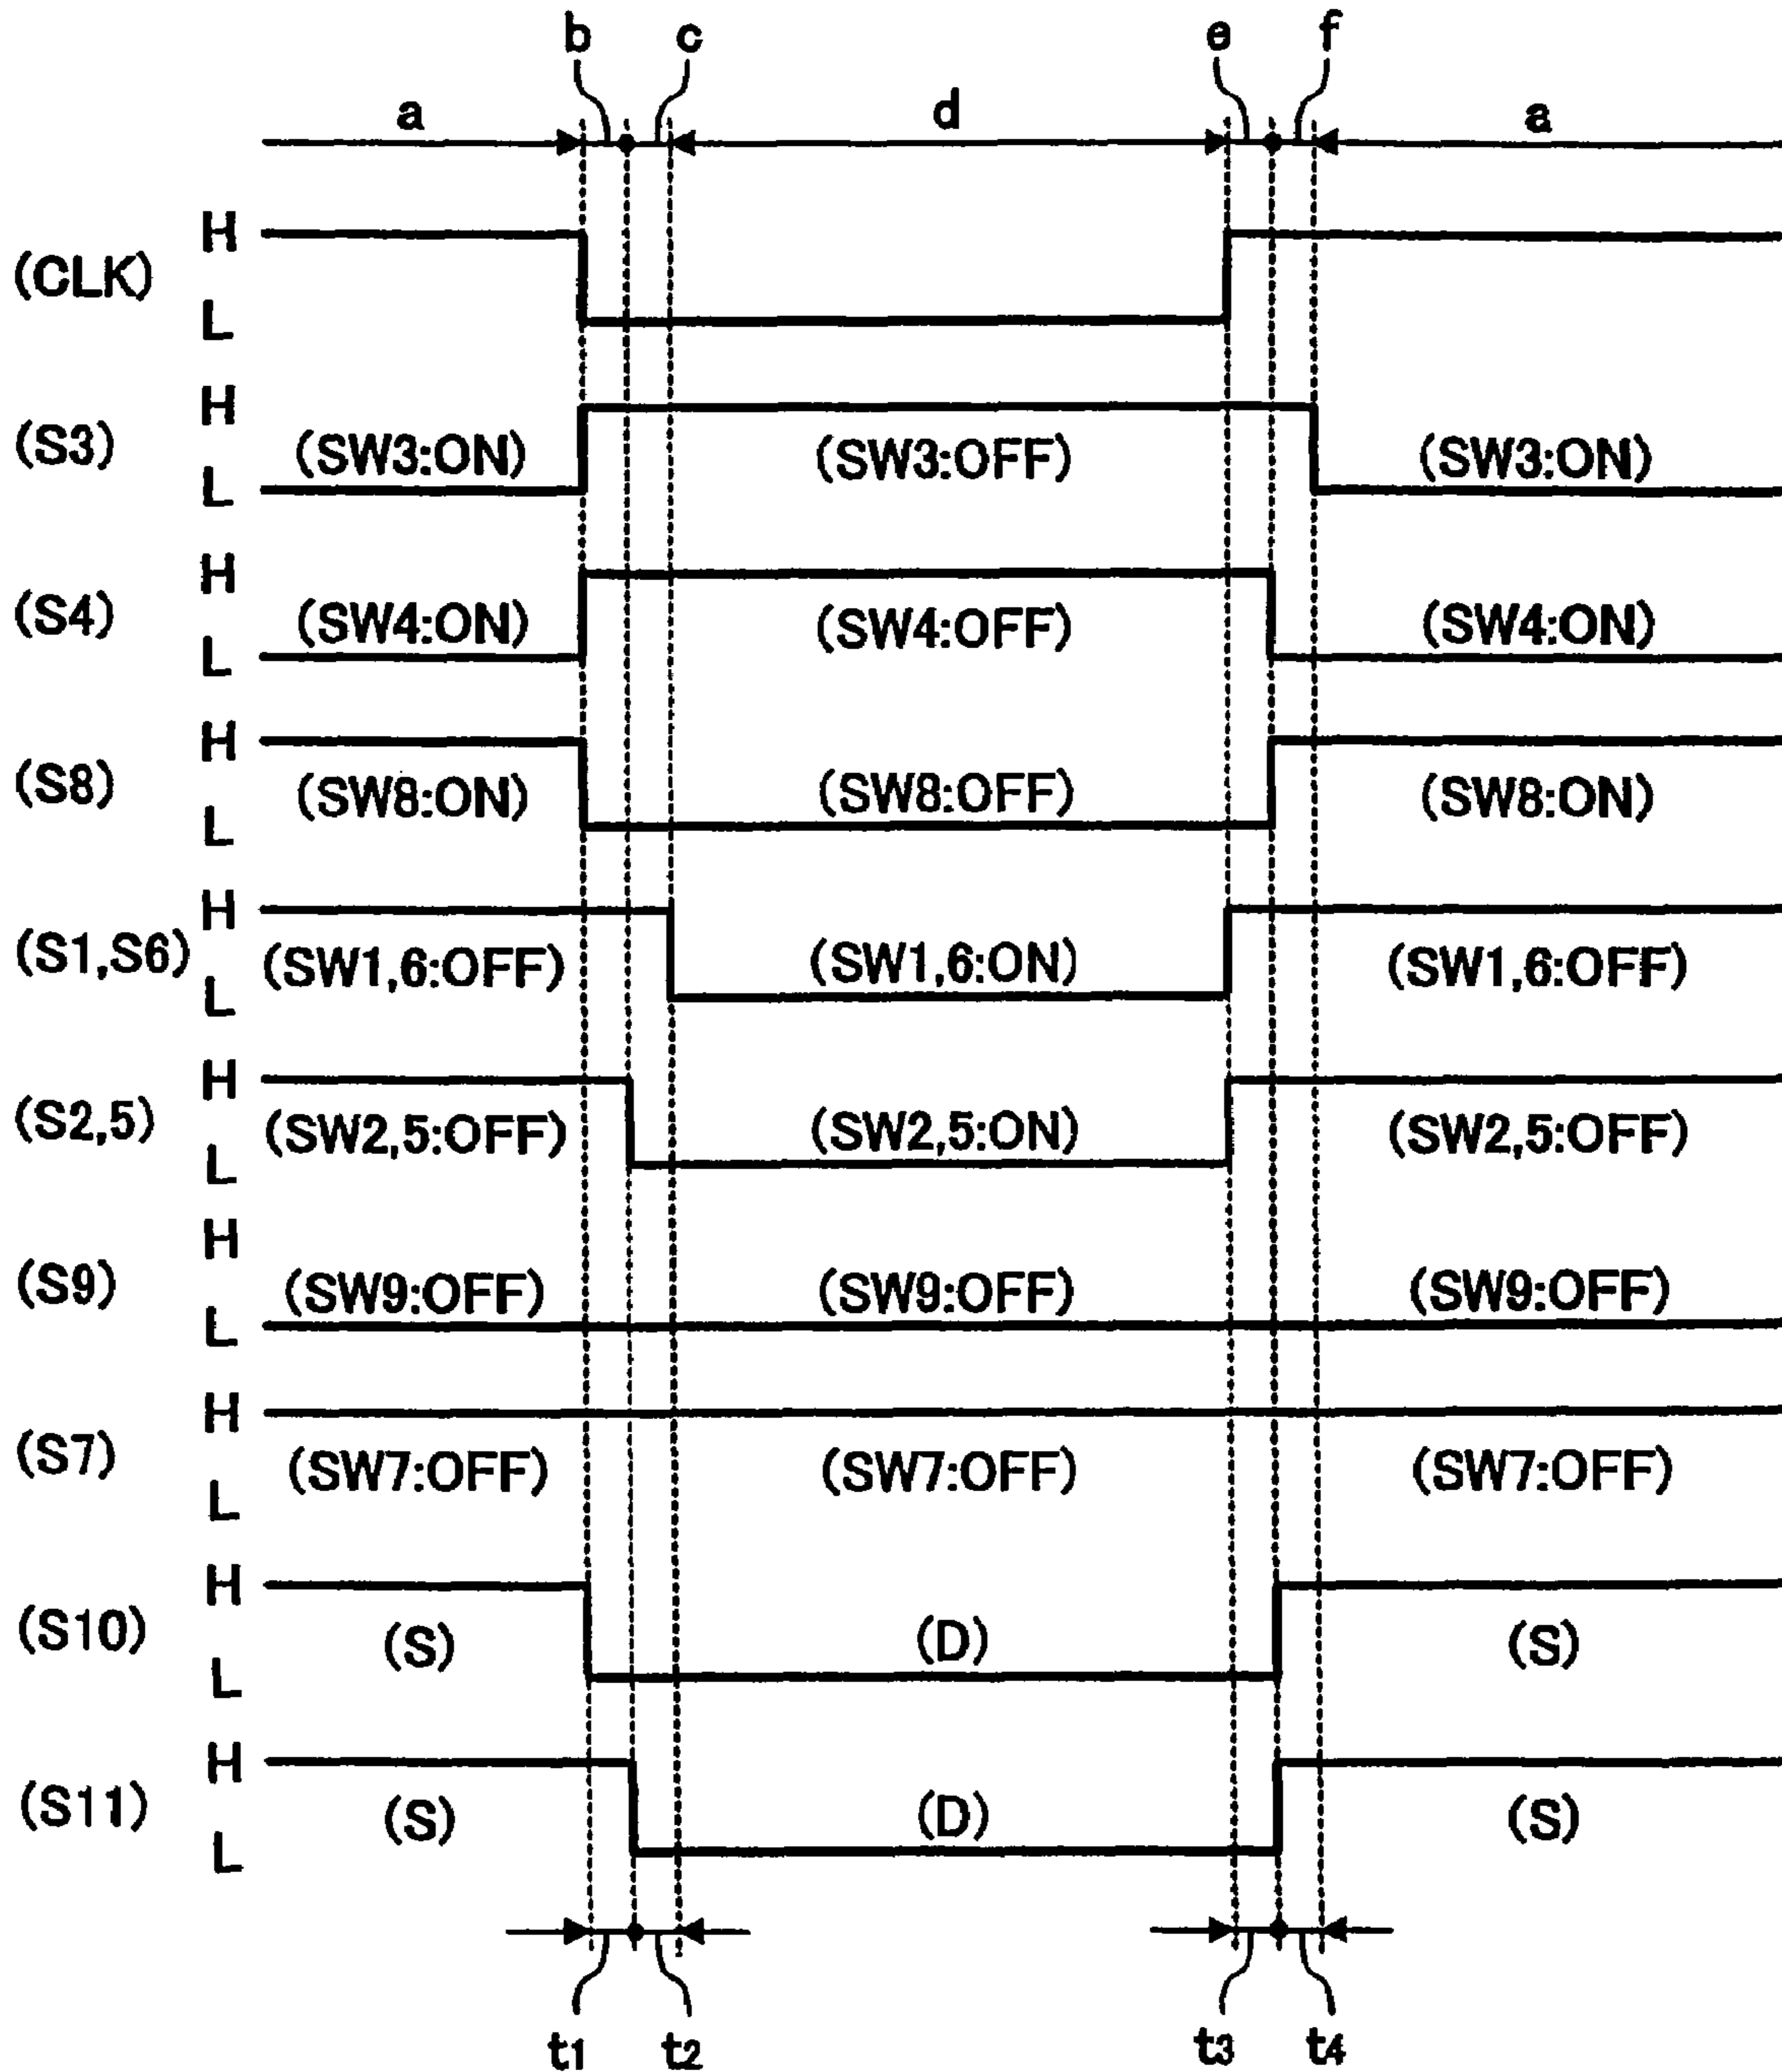 b c e f
a d a
(CLK) H
L
(S3) H
L (SW3:ON) (SW3:OFF) (SW3:ON)
(S4) H
L (SW4:ON) (SW4:OFF) (SW4:ON)
(S8) H
L (SW8:ON) (SW8:OFF) (SW8:ON)
(S1,S6) H
L (SW1,6:OFF) (SW1,6:ON) (SW1,6:OFF)
(S2,5) H
L (SW2,5:OFF) (SW2,5:ON) (SW2,5:OFF)
(S9) H
L (SW9:OFF) (SW9:OFF) (SW9:OFF)
(S7) H
L (SW7:OFF) (SW7:OFF) (SW7:OFF)
(S10) H
L (S) (D) (S)
(S11) H
L (S) (D) (S)
t1 t2 t3 t4